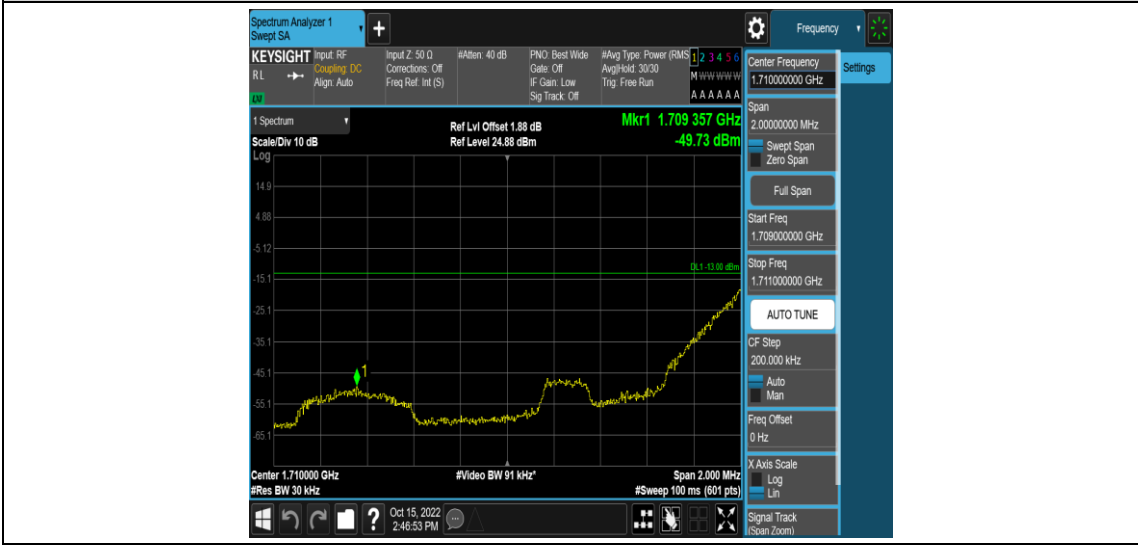 Spectrum Analyzer 1
Swept SA
+
Frequency
KEYSIGHT
RL
Input: RF
Coupling: DC
Align: Auto
Input Z: 50 Ω
Corrections: Off
Freq Ref: Int (S)
#Atten: 40 dB
PNO: Best Wide
Gate: Off
IF Gain: Low
Sig Track: Off
#Avg Type: Power (RMS
Avg|Hold: 30/30
Trig: Free Run
1 2 3 4 5 6
M W W W W W
A A A A A A
1 Spectrum
Scale/Div 10 dB
Log
Ref Lvl Offset 1.88 dB
Ref Level 24.88 dBm
Mkr1 1.709 357 GHz
-49.73 dBm
14.9
4.88
-5.12
DL1 -13.00 dBm
-15.1
-25.1
-35.1
-45.1
1
-55.1
-65.1
Center 1.710000 GHz
#Video BW 91 kHz*
Span 2.000 MHz
#Res BW 30 kHz
#Sweep 100 ms (601 pts)
?
Oct 15, 2022
2:46:53 PM
Center Frequency
1.710000000 GHz
Settings
Span
2.00000000 MHz
Swept Span
Zero Span
Full Span
Start Freq
1.709000000 GHz
Stop Freq
1.711000000 GHz
AUTO TUNE
CF Step
200.000 kHz
Auto
Man
Freq Offset
0 Hz
X Axis Scale
Log
Lin
Signal Track
(Span Zoom)